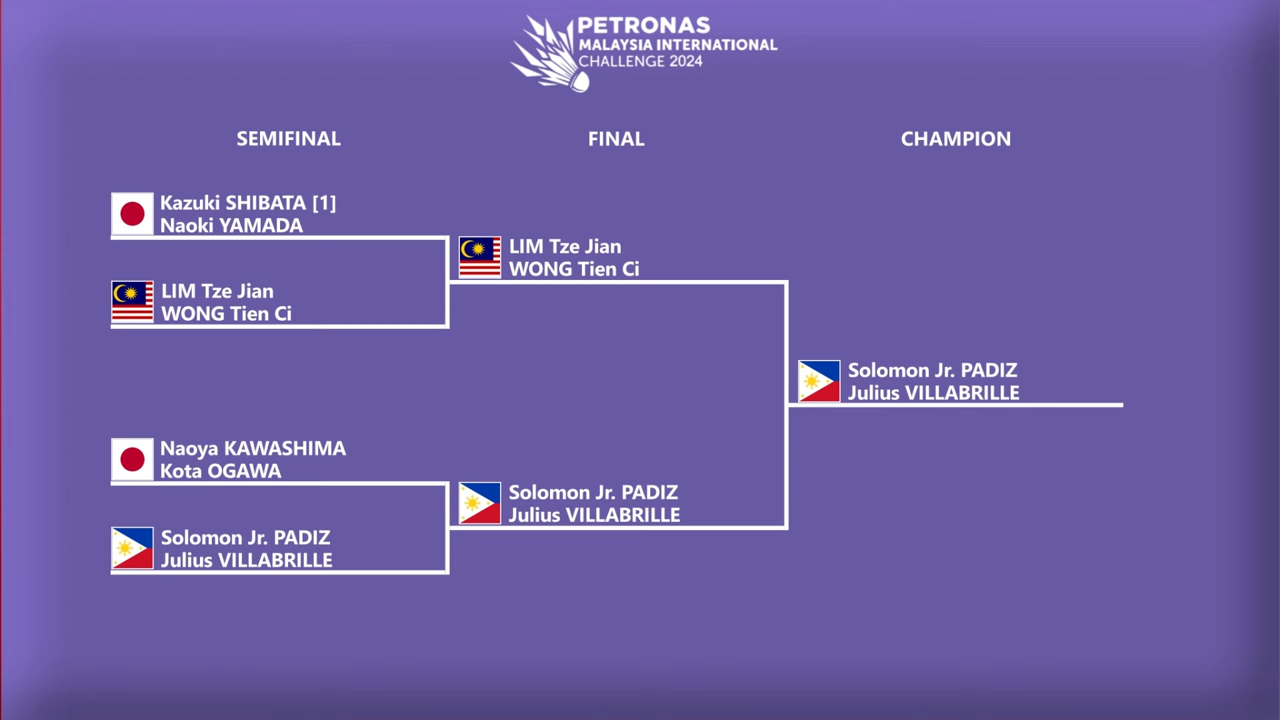 PETRONAS
MALAYSIA INTERNATIONAL
CHALLENGE 2024
SEMIFINAL
FINAL
CHAMPION
Kazuki SHIBATA [1]
Naoki YAMADA
LIM Tze Jian
WONG Tien Ci
LIM Tze Jian
WONG Tien Ci
Solomon Jr. PADIZ
Julius VILLABRILLE
Naoya KAWASHIMA
Kota OGAWA
Solomon Jr. PADIZ
Julius VILLABRILLE
Solomon Jr. PADIZ
Julius VILLABRILLE